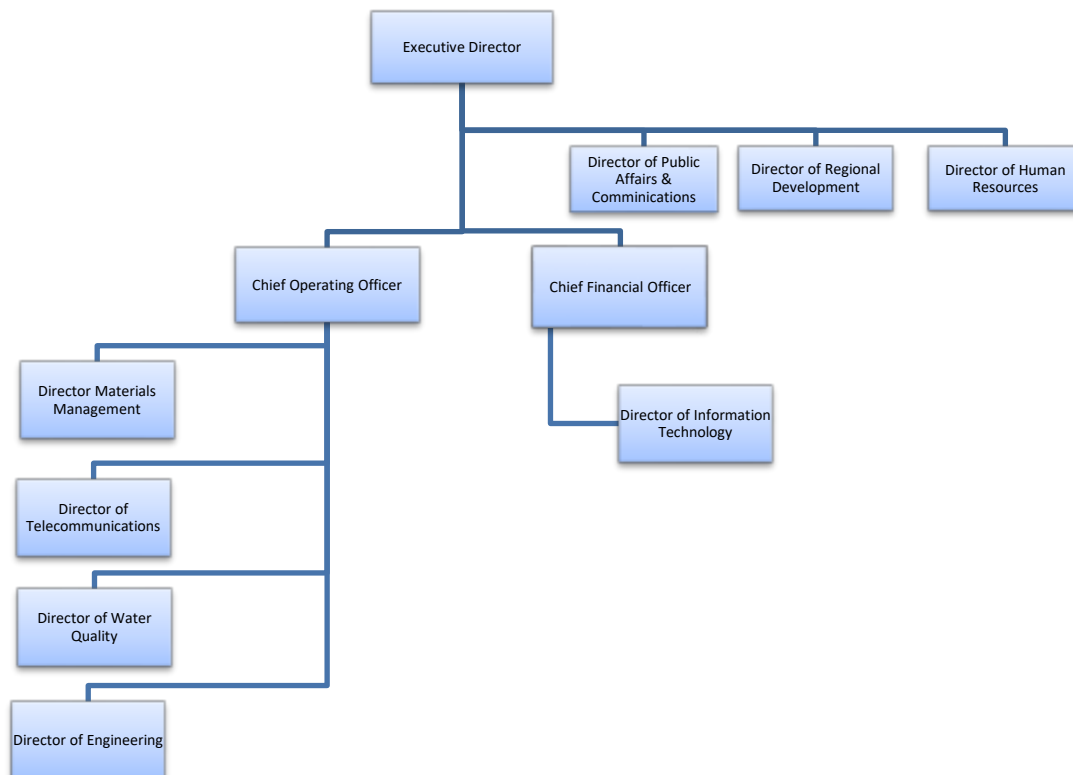 Executive Director
Director of Public
Affairs &
Comminications
Director of Regional
Development
Director of Human
Resources
Chief Operating Officer
Chief Financial Officer
Director Materials
Management
Director of Information
Technology
Director of
Telecommunications
Director of Water
Quality
Director of Engineering